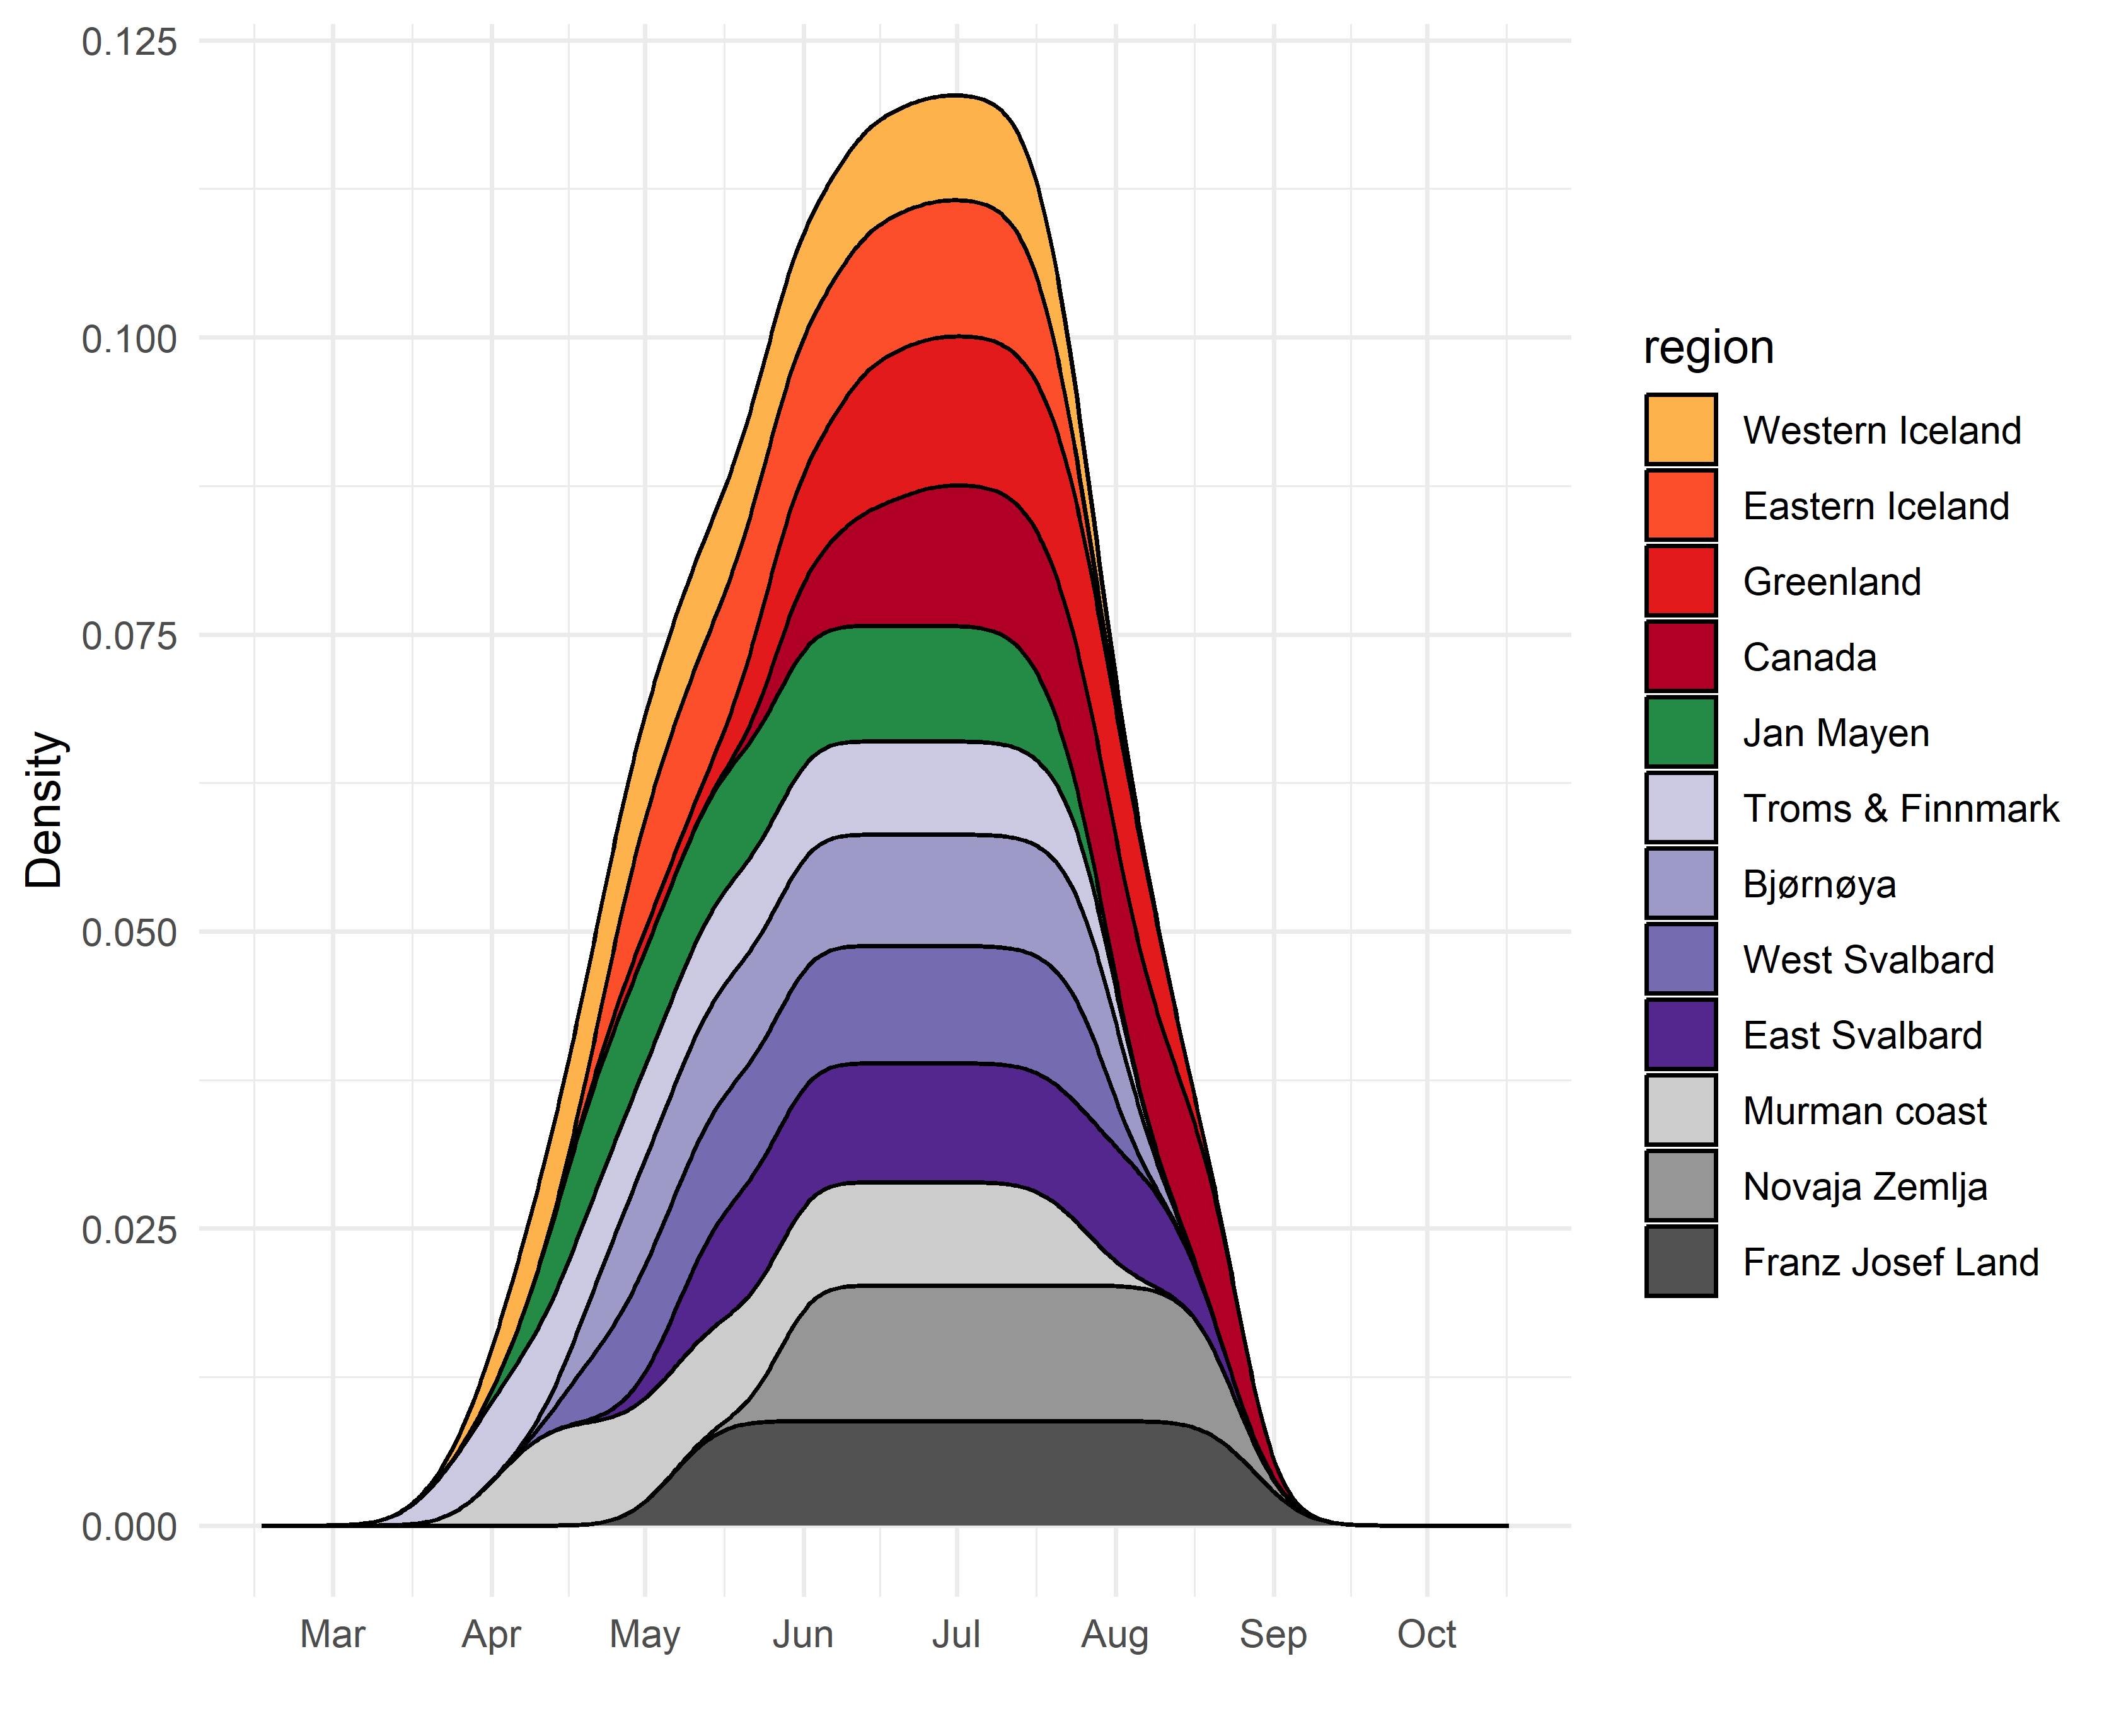 0.125
0.100
0.075
0.050
0.025
0.000
Density
Mar Apr May Jun Jul Aug Sep Oct
region
Western Iceland
Eastern Iceland
Greenland
Canada
Jan Mayen
Troms & Finnmark
Bjørnøya
West Svalbard
East Svalbard
Murman coast
Novaja Zemlja
Franz Josef Land